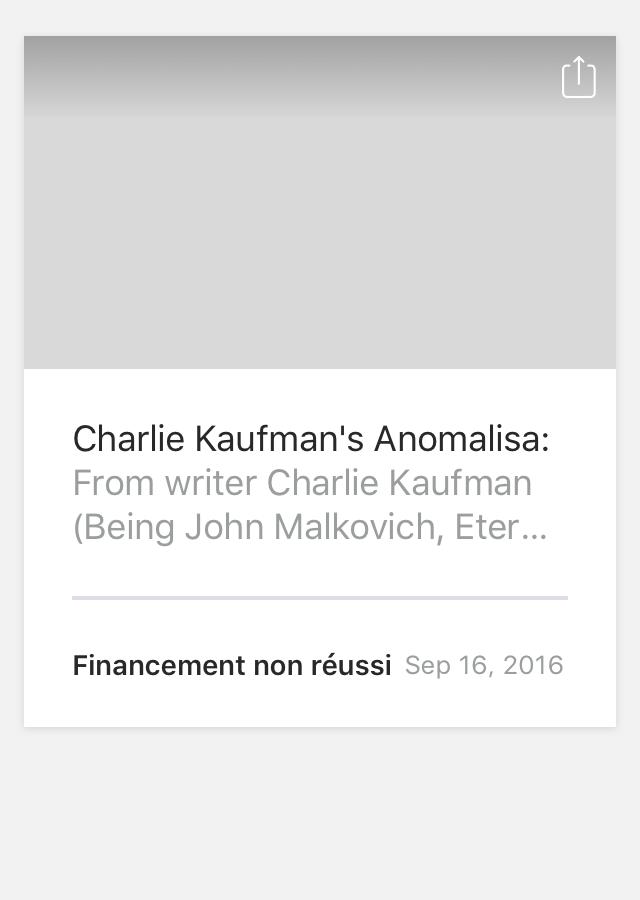 Charlie Kaufman's Anomalisa:
From writer Charlie Kaufman
(Being John Malkovich, Eter…
Financement non réussi Sep 16, 2016